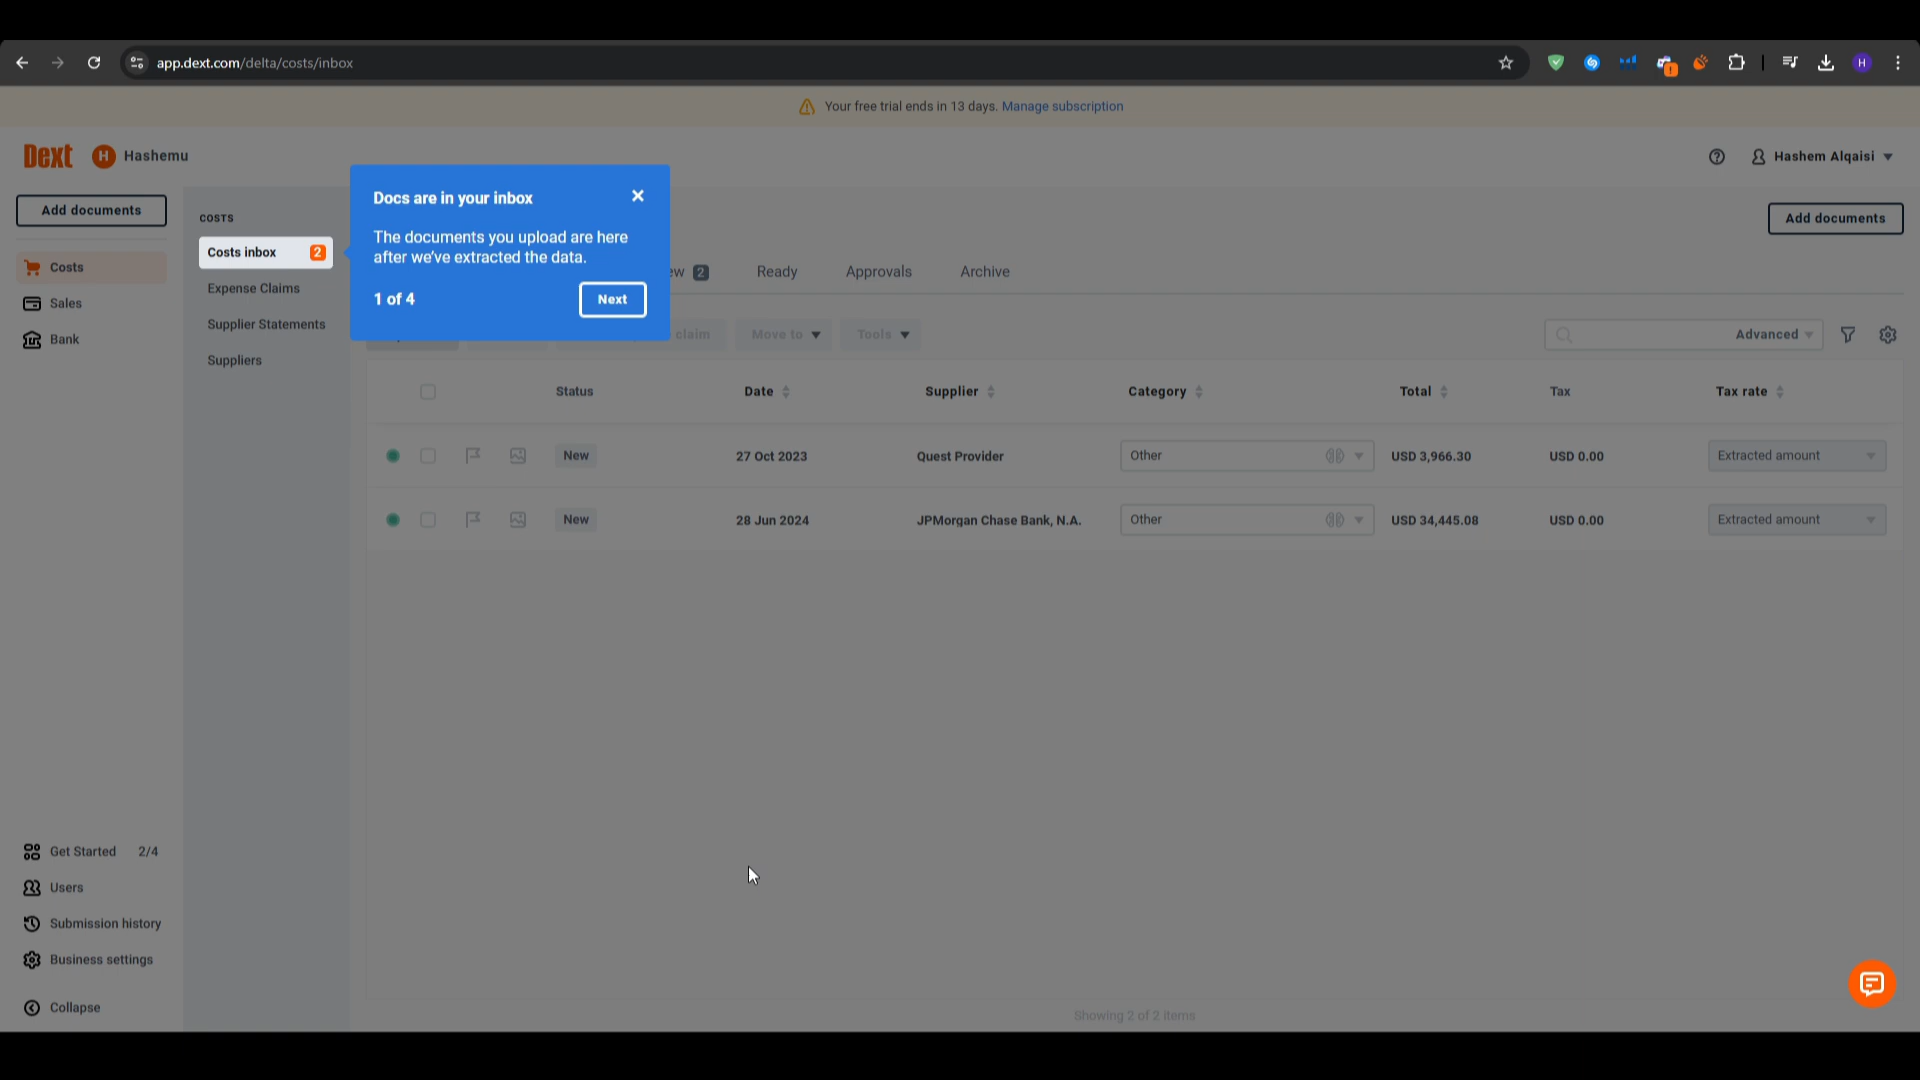 app.dext.com/delta/costs/inbox
H
Your free trial ends in 13 days. Manage subscription
Dext
H Hashemu
Hashem Alqaisi
Add documents
Costs
Sales
Bank
COSTS
Costs inbox 2
Expense Claims
Supplier Statements
Suppliers
Docs are in your inbox
The documents you upload are here
after we've extracted the data.
1 of 4
Next
Add documents
2 Ready Approvals Archive
claim Move to Tools
Advanced
Status Date Supplier Category Total Tax Tax rate
New 27 Oct 2023 Quest Provider Other USD 3,966.30 USD 0.00 Extracted amount
New 28 Jun 2024 JPMorgan Chase Bank, N.A. Other USD 34,445.08 USD 0.00 Extracted amount
Get Started 2/4
Users
Submission history
Business settings
Collapse
Showing 2 of 2 items